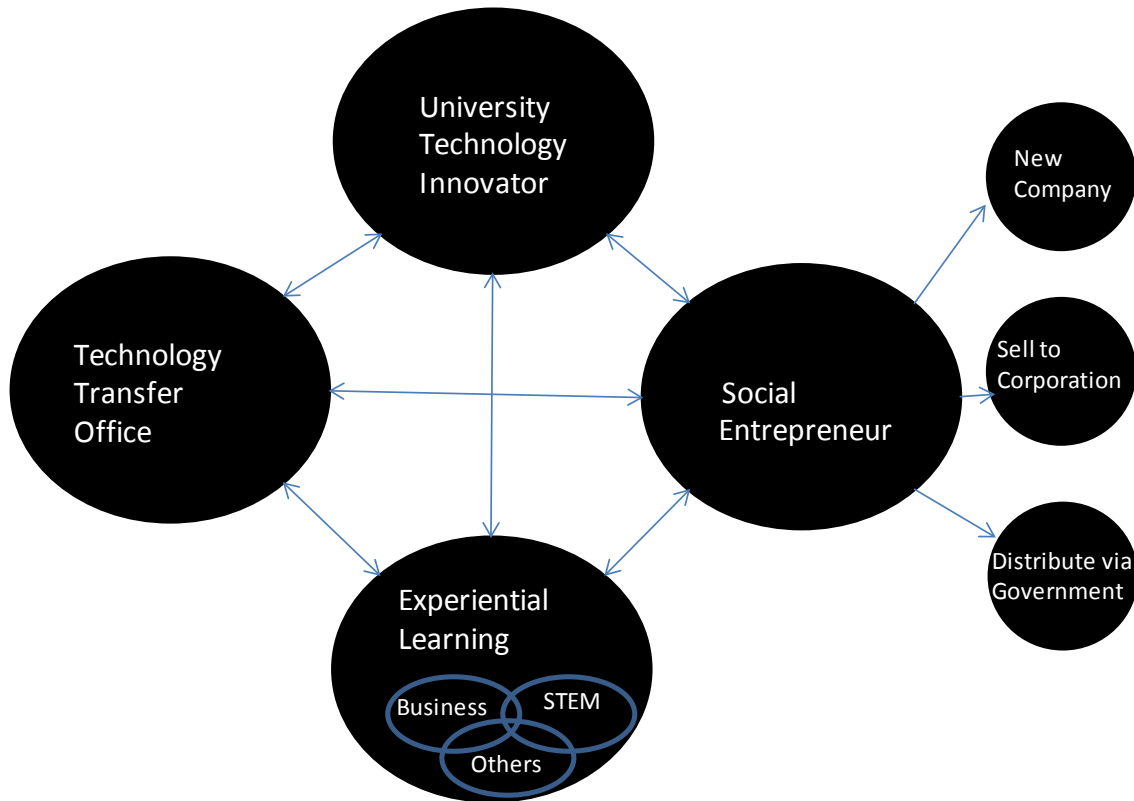 University
Technology
Innovator
New
Company
Technology
Transfer
Office
Social
Entrepreneur
Sell to
Corporation
Distribute via
Government
Experiential
Learning
Business
STEM
Others